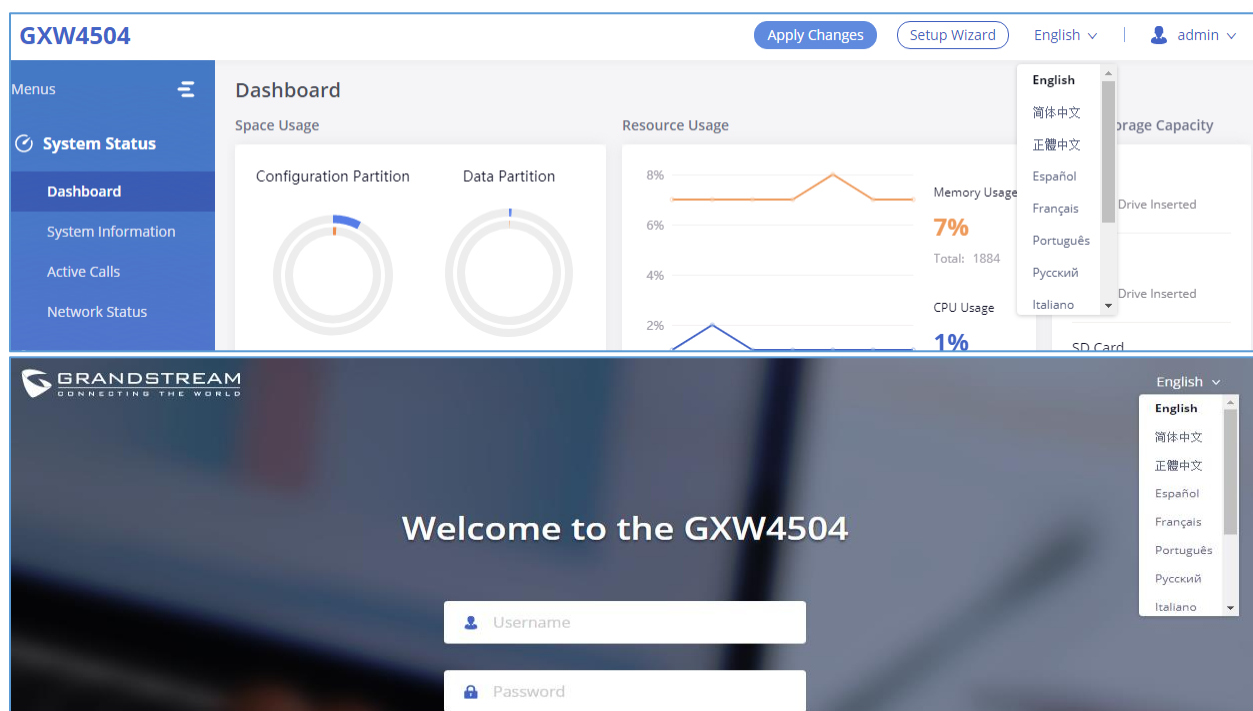 GXW4504
Apply Changes
Setup Wizard
English
admin
English
简体中文
正體中文
Español
Français
Português
Русский
Italiano
Menus
System Status
Dashboard
System Information
Active Calls
Network Status
Dashboard
Space Usage
Configuration Partition
Data Partition
Resource Usage
8%
6%
4%
2%
Memory Usage
7%
Total: 1884
CPU Usage
1%
Capacity
Drive Inserted
Drive Inserted
SD Card
GRANDSTREAM
CONNECTING THE WORLD
English
English
简体中文
正體中文
Español
Français
Português
Русский
Italiano
Welcome to the GXW4504
Username
Password